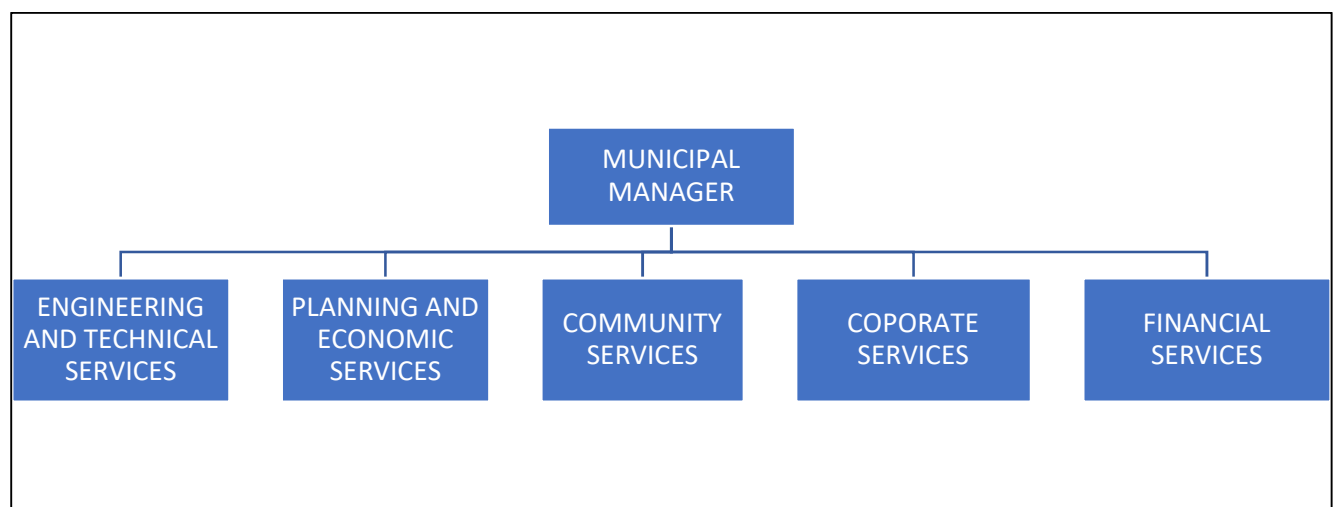 MUNICIPAL
MANAGER
ENGINEERING
AND TECHNICAL
SERVICES
PLANNING AND
ECONOMIC
SERVICES
COMMUNITY
SERVICES
COPORATE
SERVICES
FINANCIAL
SERVICES